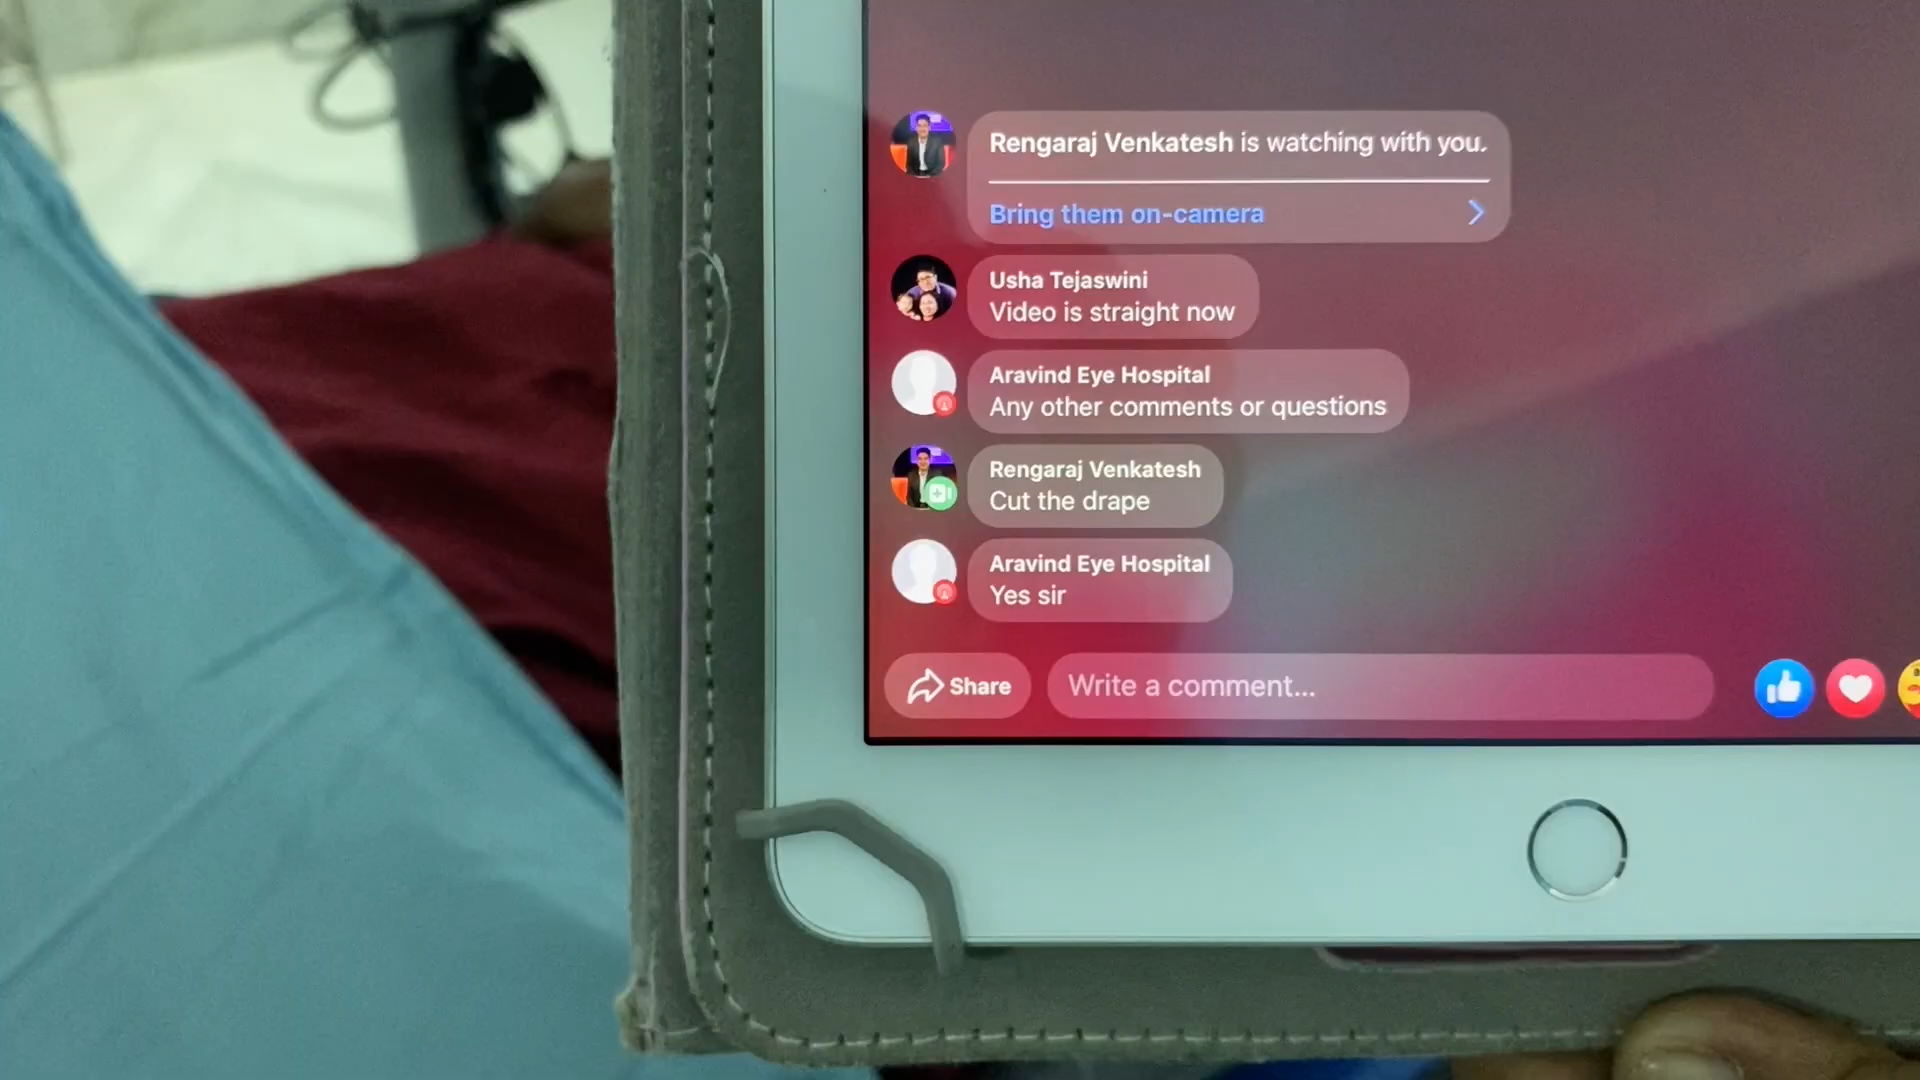 Rengaraj Venkatesh is watching with you.
Bring them on-camera
Usha Tejaswini
Video is straight now
Aravind Eye Hospital
Any other comments or questions
Rengaraj Venkatesh
Cut the drape
Aravind Eye Hospital
Yes sir
Share
Write a comment...